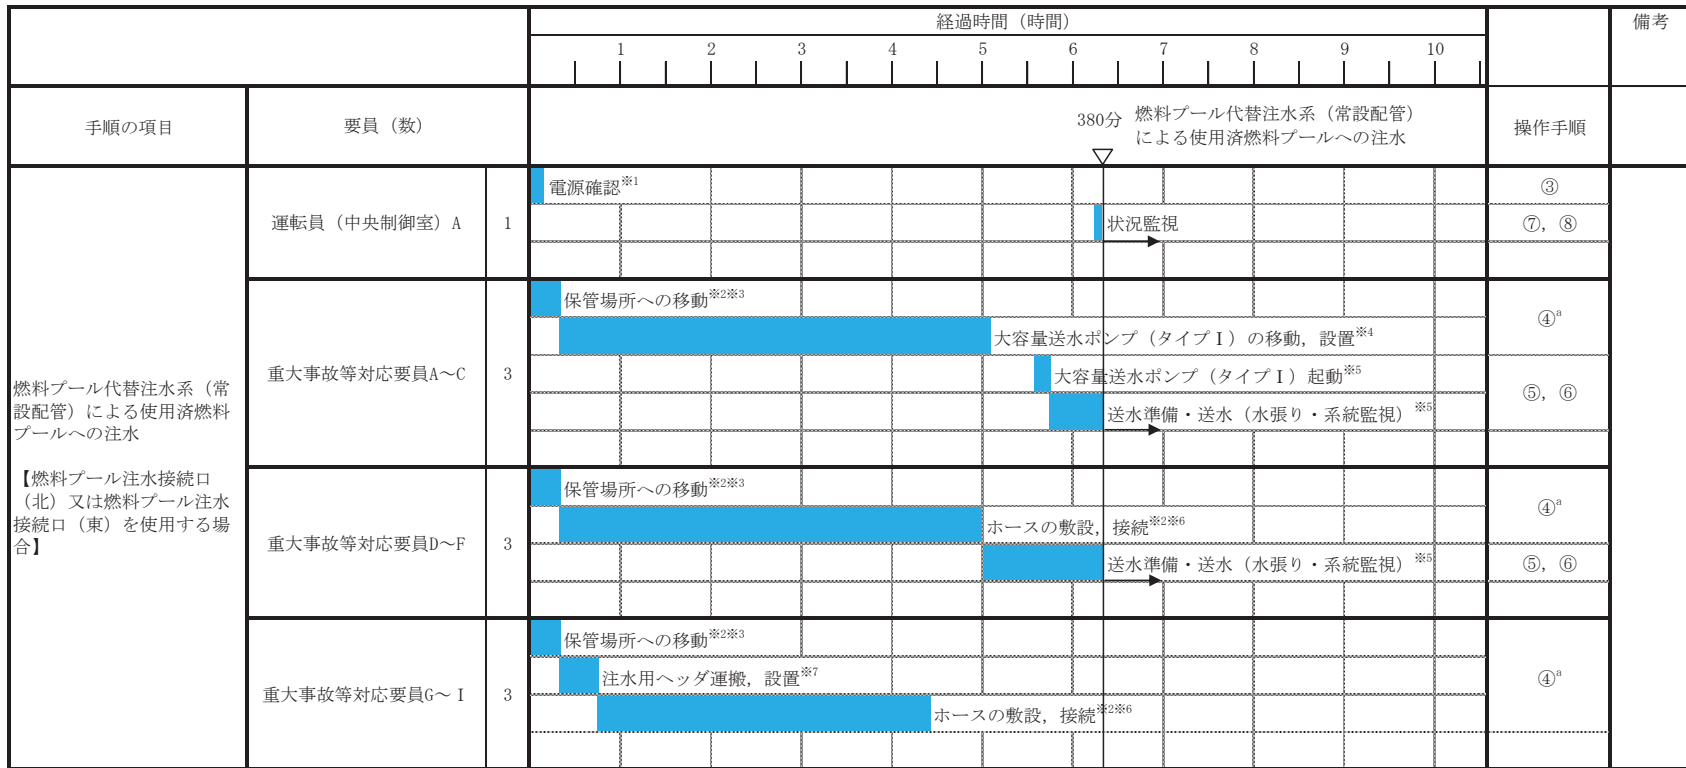 経過時間（時間）
備考
1 2 3 4 5 6 7 8 9 10
手順の項目
要員（数）
380分 燃料プール代替注水系（常設配管）
による使用済燃料プールへの注水
操作手順
燃料プール代替注水系（常
設配管）による使用済燃料
プールへの注水
【燃料プール注水接続口
（北）又は燃料プール注水
接続口（東）を使用する場
合】
運転員（中央制御室）A
1
電源確認※1
③
状況監視
⑦，⑧
重大事故等対応要員A～C
3
保管場所への移動※2※3
大容量送水ポンプ（タイプⅠ）の移動，設置※4
④a
大容量送水ポンプ（タイプⅠ）起動※5
送水準備・送水（水張り・系統監視）※5
⑤，⑥
重大事故等対応要員D～F
3
保管場所への移動※2※3
ホースの敷設，接続※2※6
④a
送水準備・送水（水張り・系統監視）※5
⑤，⑥
重大事故等対応要員G～I
3
保管場所への移動※2※3
注水用ヘッダ運搬，設置※7
ホースの敷設，接続※2※6
④a